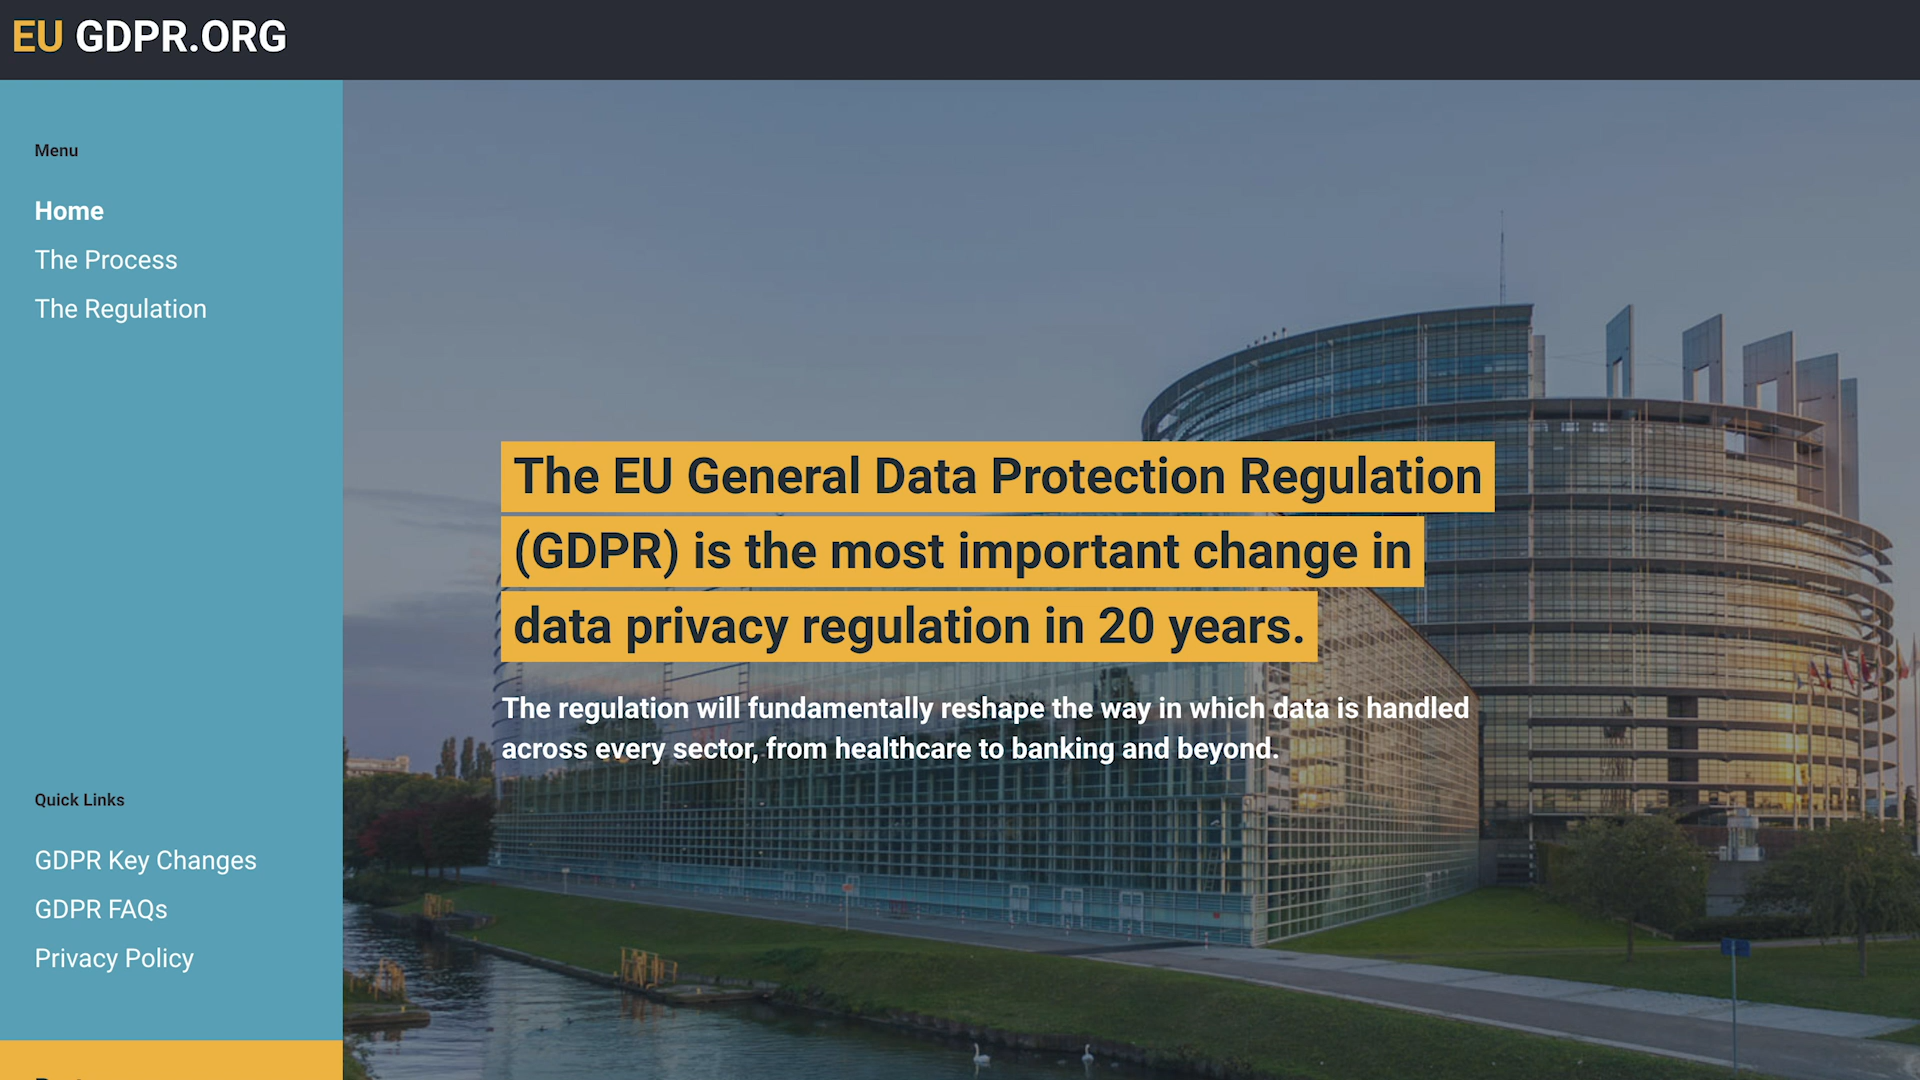 EU GDPR.ORG
Menu
Home
The Process
The Regulation
The EU General Data Protection Regulation
(GDPR) is the most important change in
data privacy regulation in 20 years.
The regulation will fundamentally reshape the way in which data is handled
across every sector, from healthcare to banking and beyond.
Quick Links
GDPR Key Changes
GDPR FAQs
Privacy Policy